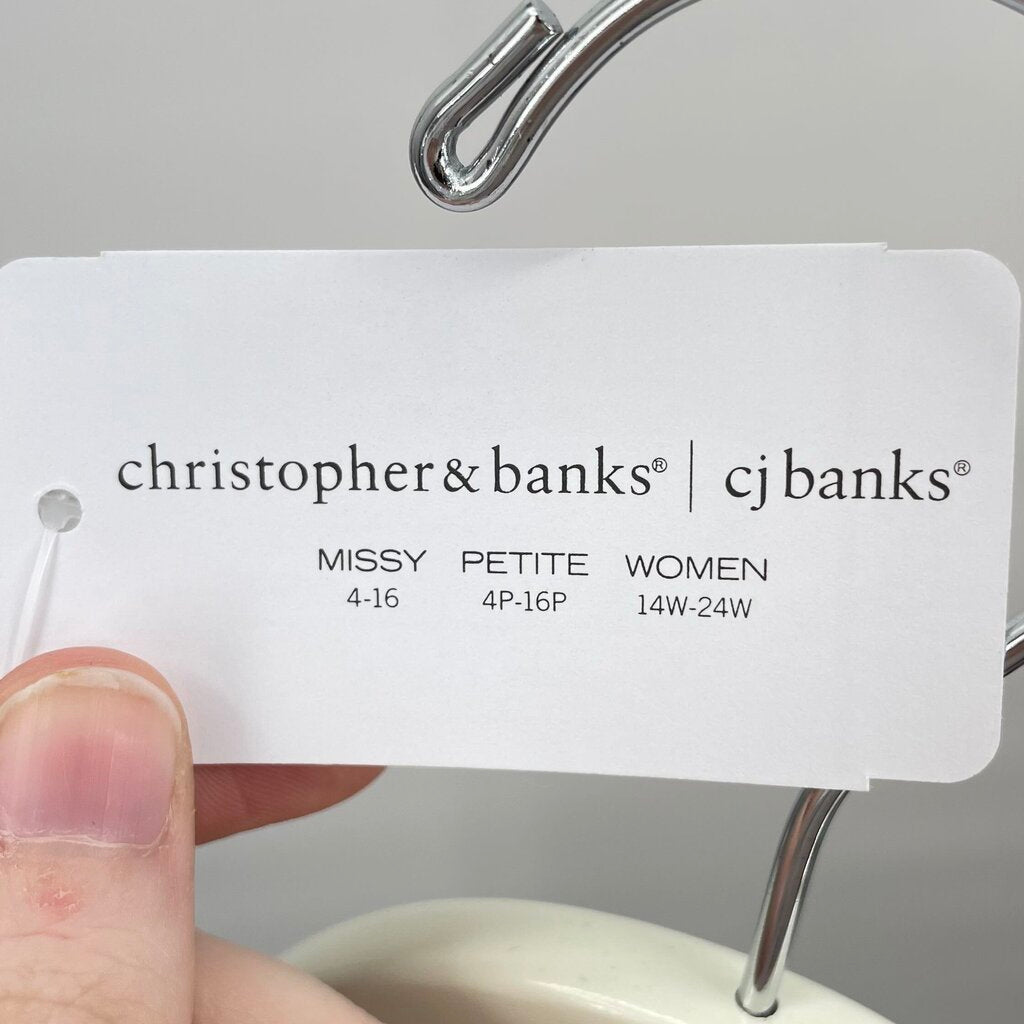 christopher & banks® | cj banks®
MISSY PETITE WOMEN
4-16 4P-16P 14W-24W